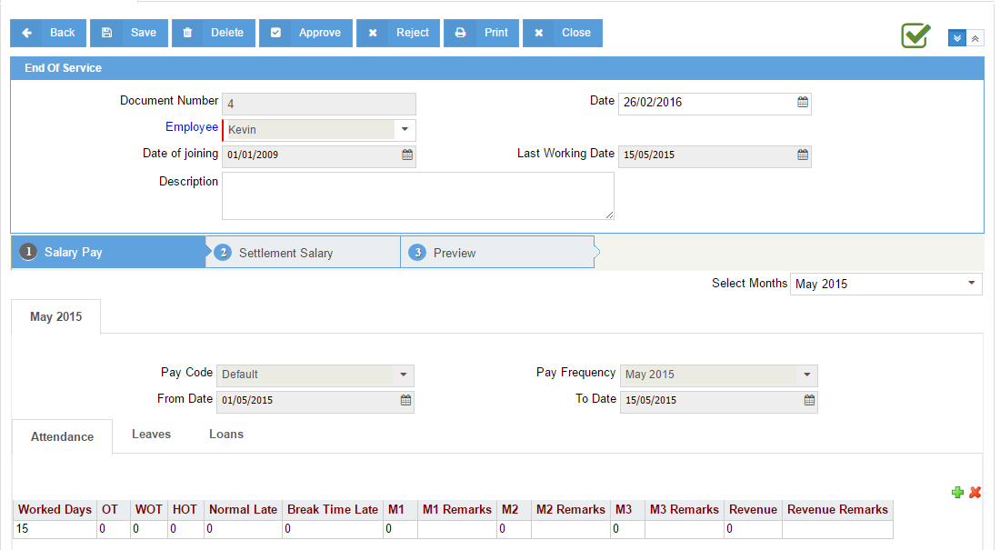 Back Save Delete Approve Reject Print Close
End Of Service
Document Number 4 Date 26/02/2016
Employee Kevin
Date of joining 01/01/2009 Last Working Date 15/05/2015
Description
1 Salary Pay 2 Settlement Salary 3 Preview
Select Months May 2015
May 2015
Pay Code Default Pay Frequency May 2015
From Date 01/05/2015 To Date 15/05/2015
Attendance Leaves Loans
Worked Days OT WOT HOT Normal Late Break Time Late M1 M1 Remarks M2 M2 Remarks M3 M3 Remarks Revenue Revenue Remarks
15 0 0 0 0 0 0 0 0 0